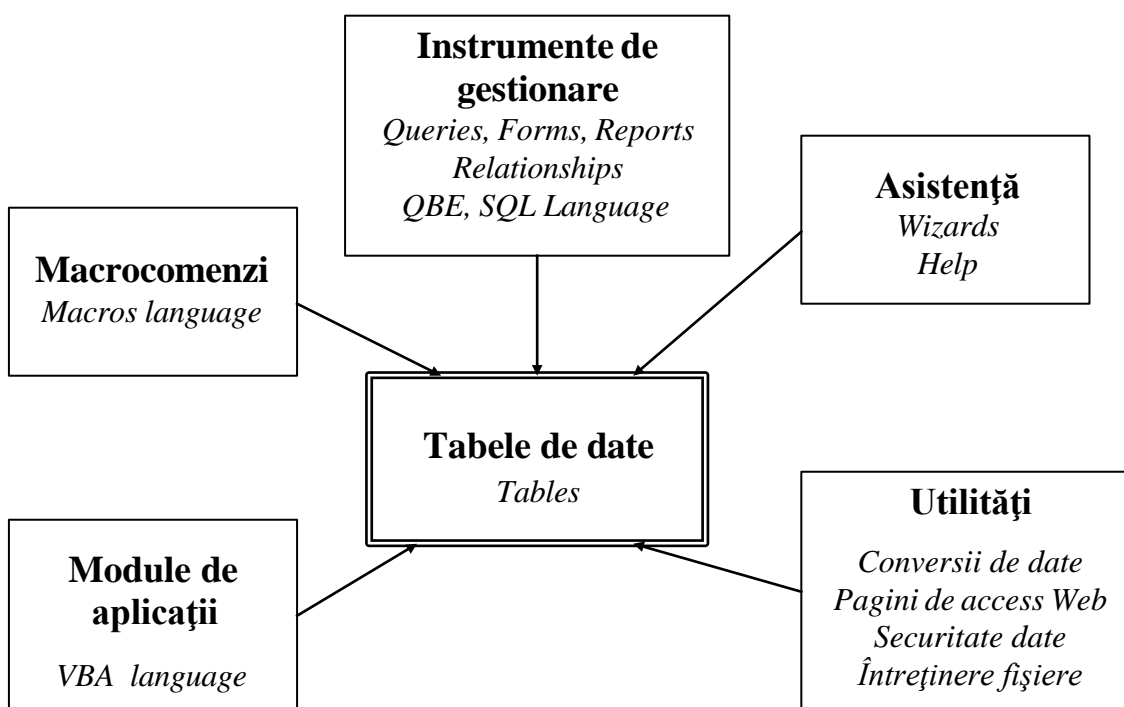 Instrumente de
gestionare
Queries, Forms, Reports
Relationships
QBE, SQL Language
Asistenţă
Wizards
Help
Macrocomenzi
Macros language
Tabele de date
Tables
Module de
aplicaţii
VBA language
Utilităţi
Conversii de date
Pagini de access Web
Securitate date
Întreţinere fişiere